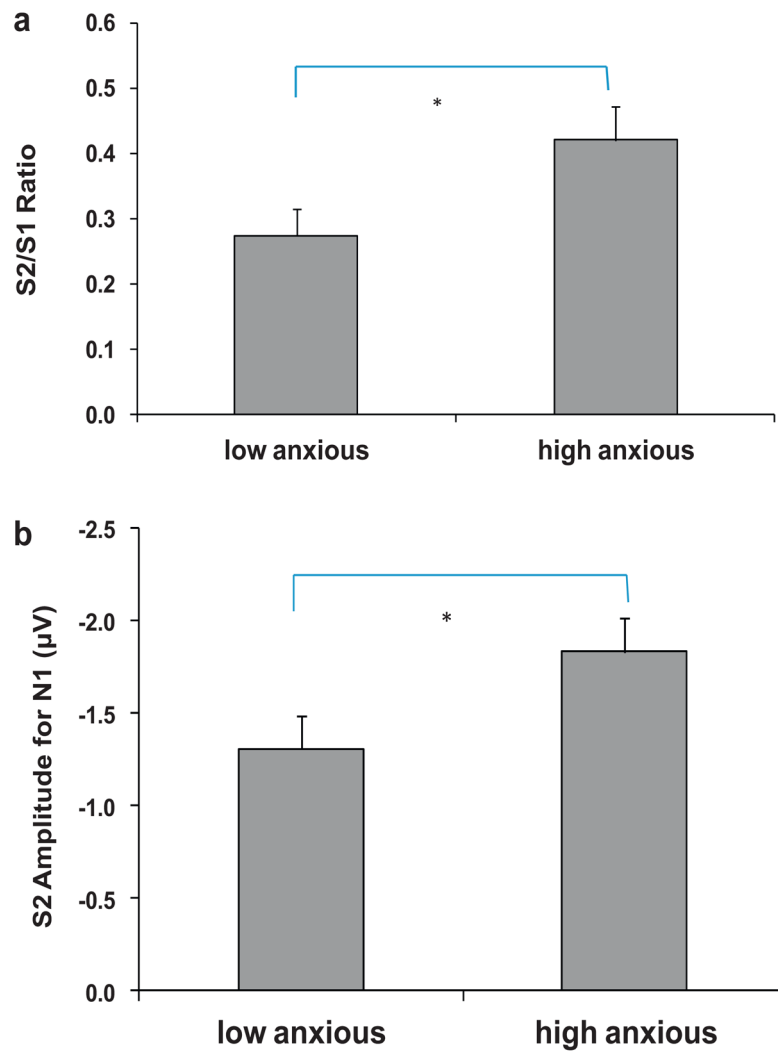 a
S2/S1 Ratio
0.6
0.5
0.4
0.3
0.2
0.1
0.0
*
low anxious
high anxious
b
S2 Amplitude for N1 (µV)
-2.5
-2.0
-1.5
-1.0
-0.5
0.0
*
low anxious
high anxious